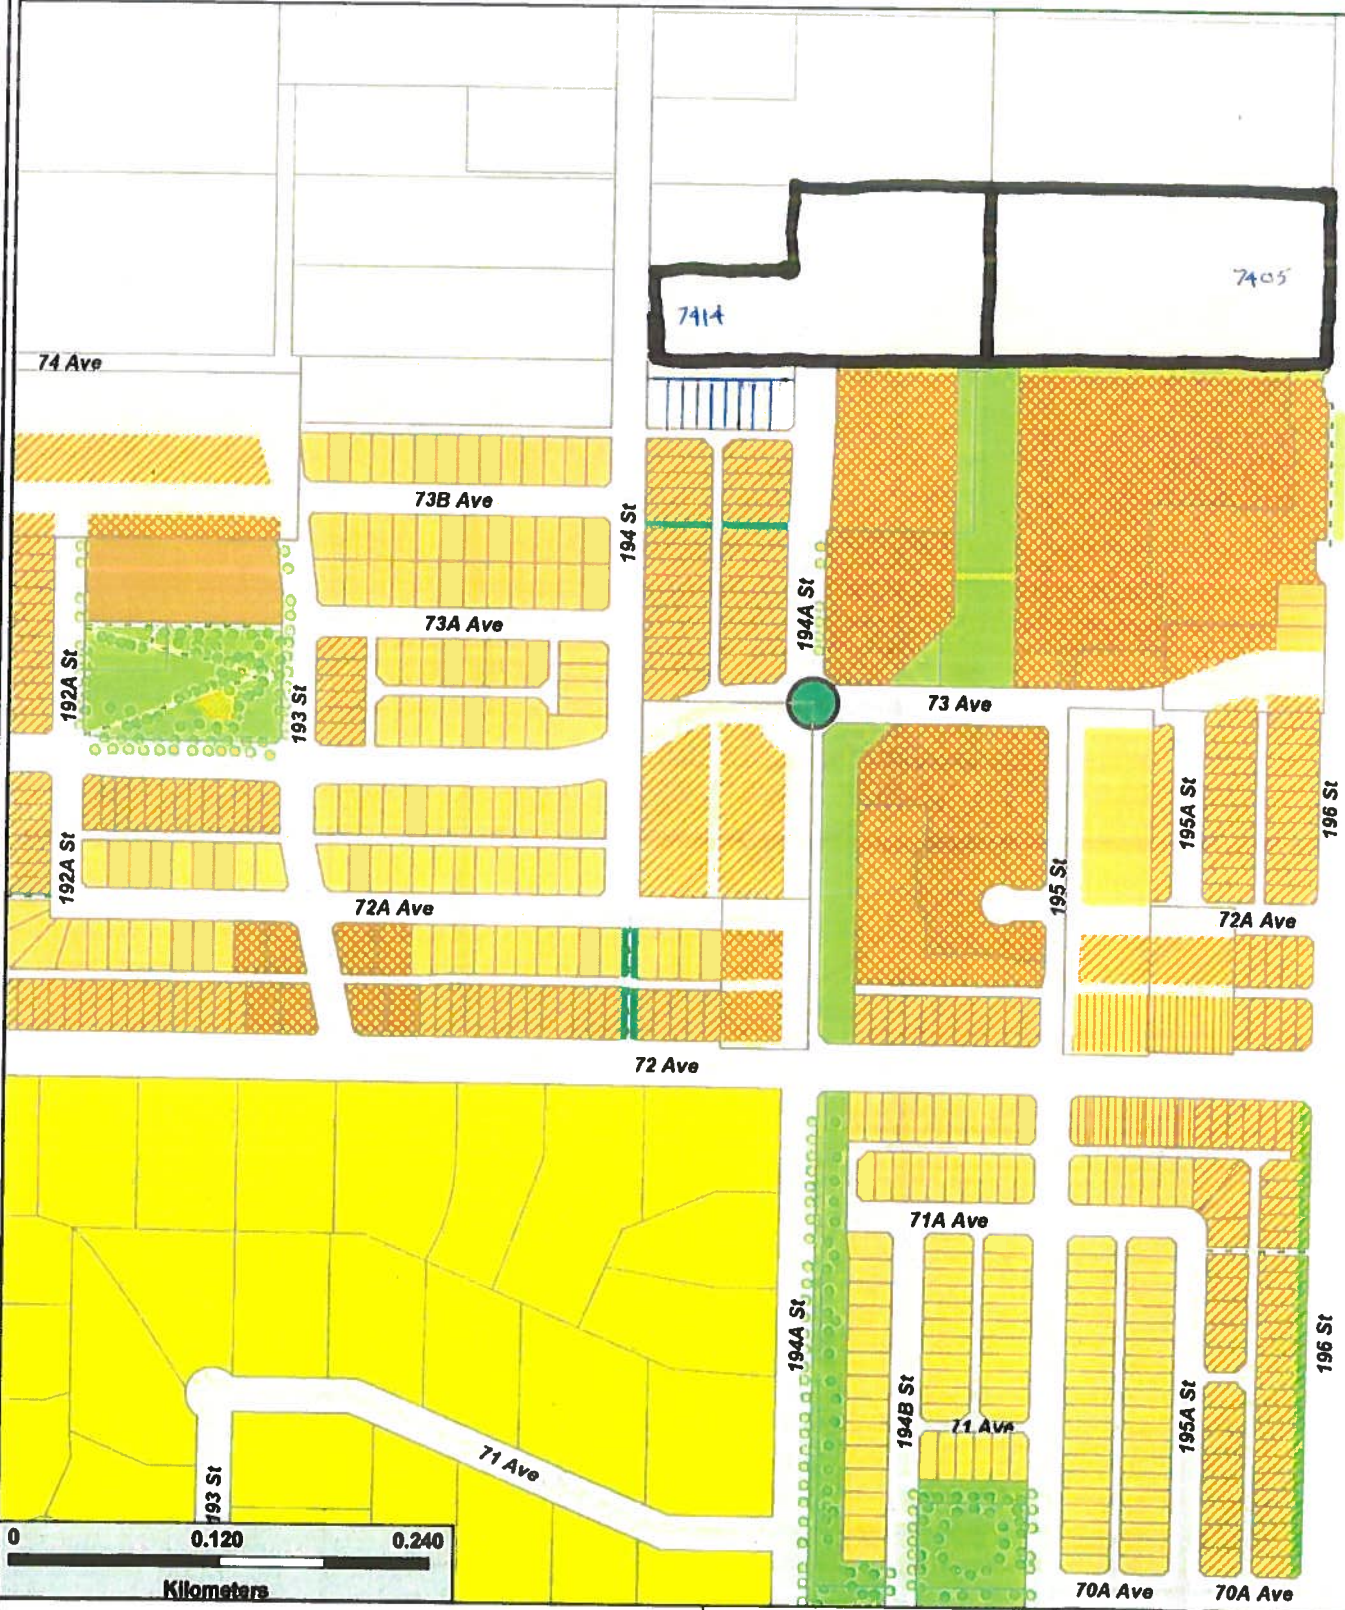 7405
7414
74 Ave
73B Ave
194 St
194A St
73A Ave
192A St
193 St
73 Ave
195A St
196 St
192A St
195 St
72A Ave
72A Ave
72 Ave
71A Ave
194A St
196 St
194B St
195A St
71 Ave
71 Ave
193 St
0 0.120 0.240
Kilometers
70A Ave
70A Ave